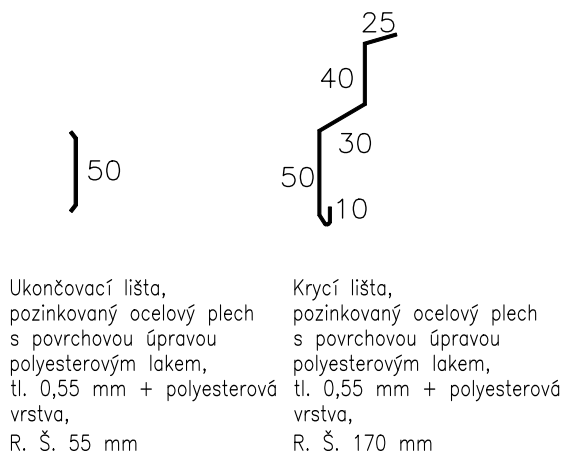 25
40
30
50
50
10
Ukončovací lišta,
pozinkovaný ocelový plech
s povrchovou úpravou
polyesterovým lakem,
tl. 0,55 mm + polyesterová
vrstva,
R. Š. 55 mm
Krycí lišta,
pozinkovaný ocelový plech
s povrchovou úpravou
polyesterovým lakem,
tl. 0,55 mm + polyesterová
vrstva,
R. Š. 170 mm